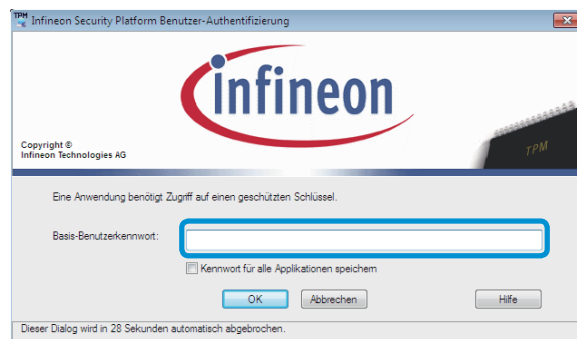 TPM Infineon Security Platform Benutzer-Authentifizierung
infineon
Copyright ©
Infineon Technologies AG
TPM
Eine Anwendung benötigt Zugriff auf einen geschützten Schlüssel.
Basis-Benutzerkennwort:
Kennwort für alle Applikationen speichern
OK Abbrechen Hilfe
Dieser Dialog wird in 28 Sekunden automatisch abgebrochen.